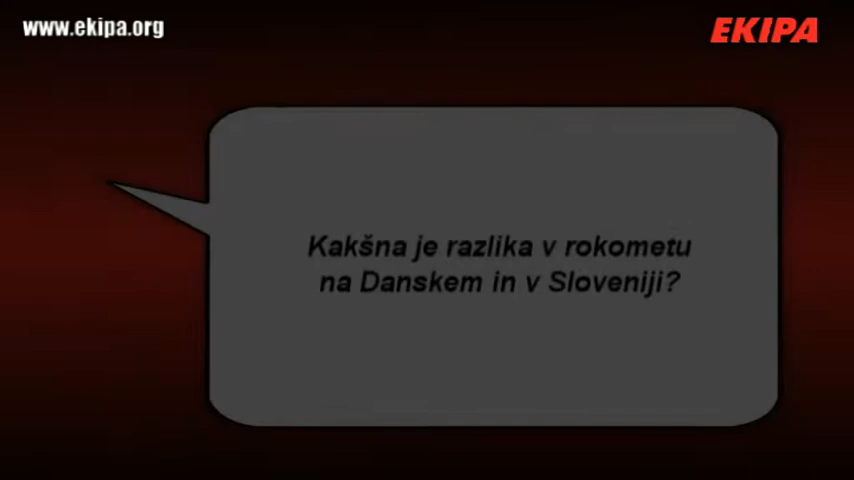 www.ekipa.org
EKIPA
Kakšna je razlika v rokometu
na Danskem in v Sloveniji?